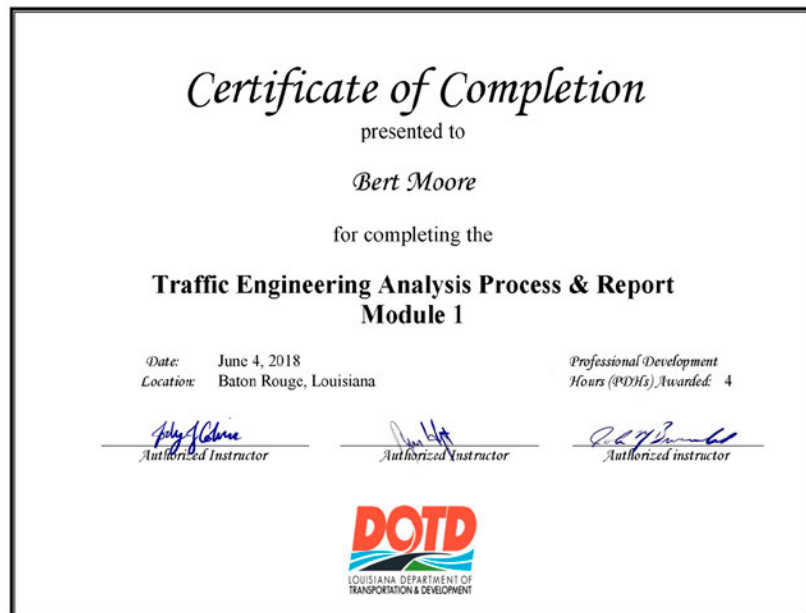 Certificate of Completion
presented to
Bert Moore
for completing the
Traffic Engineering Analysis Process & Report
Module 1
Date: June 4, 2018
Location: Baton Rouge, Louisiana
Professional Development
Hours (PDHs) Awarded: 4
Authorized Instructor
Authorized Instructor
Authorized instructor
DOTD
LOUISIANA DEPARTMENT OF
TRANSPORTATION & DEVELOPMENT